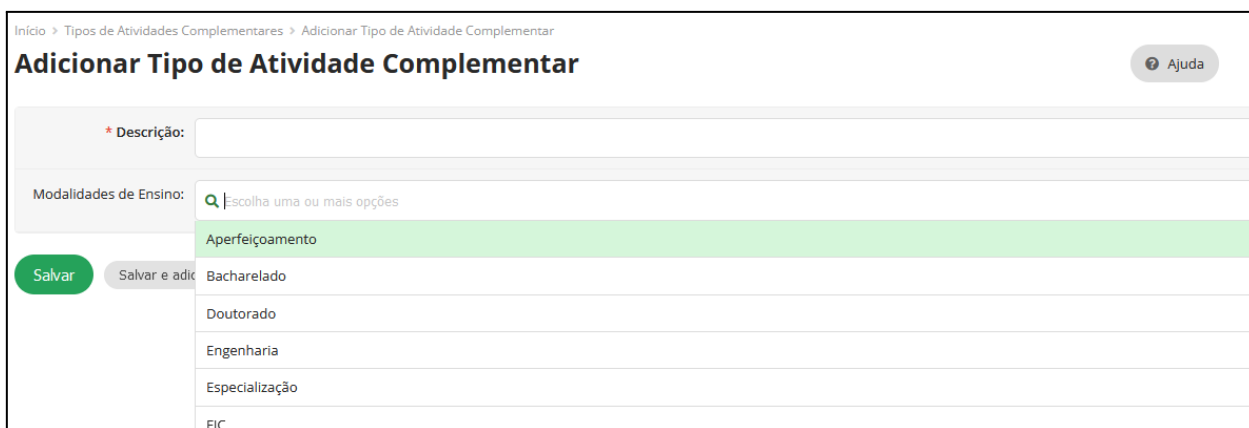 Início > Tipos de Atividades Complementares > Adicionar Tipo de Atividade Complementar
Adicionar Tipo de Atividade Complementar
Ajuda
* Descrição:
Modalidades de Ensino:
Escolha uma ou mais opções
Aperfeiçoamento
Salvar
Salvar e adic
Bacharelado
Doutorado
Engenharia
Especialização
FIC